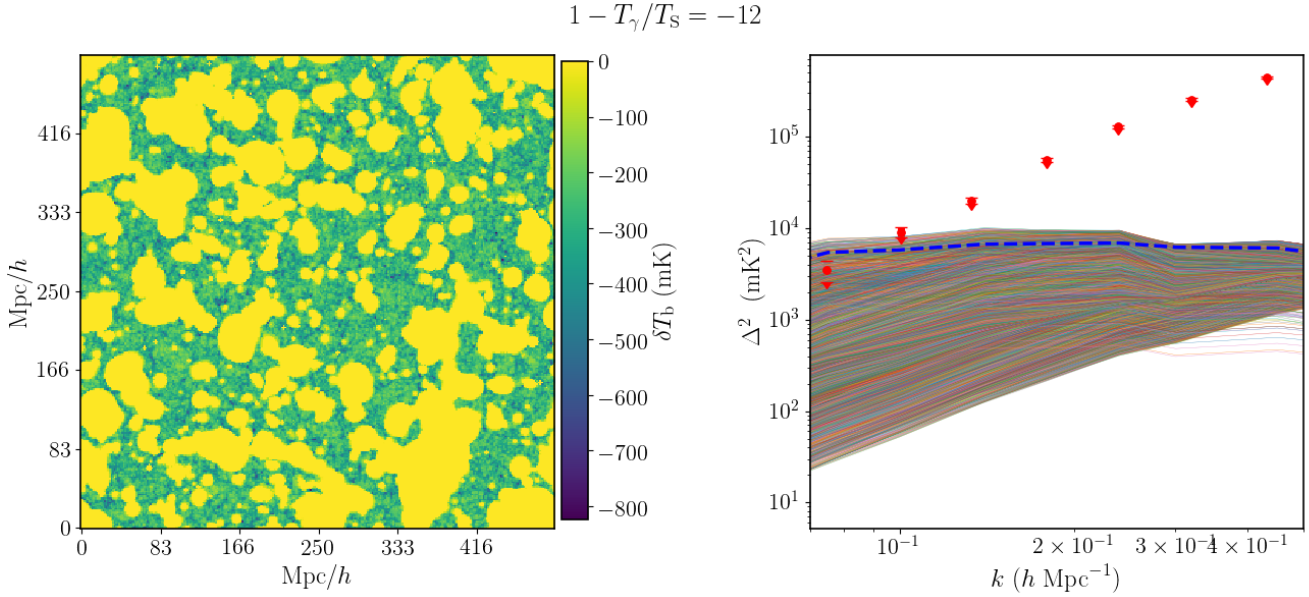 1 − T_γ/T_S = −12
416
333
250
166
83
0
Mpc/h
0 83 166 250 333 416
Mpc/h
0
−100
−200
−300
−400
−500
−600
−700
−800
δT_b (mK)
10^5
10^4
10^3
10^2
10^1
Δ^2 (mK^2)
10^−1 2 × 10^−1 3 × 10^−1 4 × 10^−1
k (h Mpc^−1)